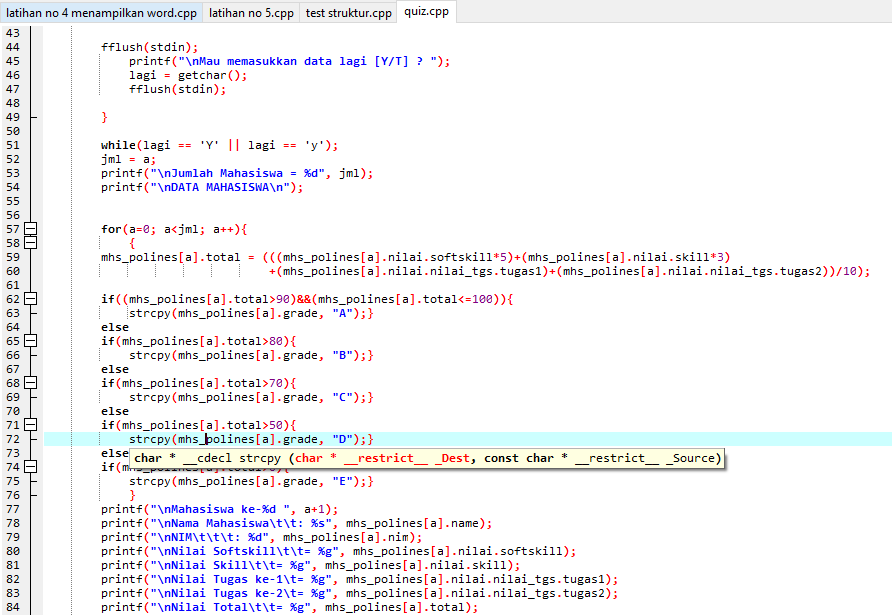 latihan no 4 menampilkan word.cpp latihan no 5.cpp test struktur.cpp quiz.cpp
43
44 fflush(stdin);
45 printf("\nMau memasukkan data lagi [Y/T] ? ");
46 lagi = getchar();
47 fflush(stdin);
48
49 }
50
51 while(lagi == 'Y' || lagi == 'y');
52 jml = a;
53 printf("\nJumlah Mahasiswa = %d", jml);
54 printf("\nDATA MAHASISWA\n");
55
56
57 for(a=0; a<jml; a++){
58 {
59 mhs_polines[a].total = (((mhs_polines[a].nilai.softskill*5)+(mhs_polines[a].nilai.skill*3)
60 +(mhs_polines[a].nilai.nilai_tgs.tugas1)+(mhs_polines[a].nilai.nilai_tgs.tugas2))/10);
61
62 if((mhs_polines[a].total>90)&&(mhs_polines[a].total<=100)){
63 strcpy(mhs_polines[a].grade, "A");}
64 else
65 if(mhs_polines[a].total>80){
66 strcpy(mhs_polines[a].grade, "B");}
67 else
68 if(mhs_polines[a].total>70){
69 strcpy(mhs_polines[a].grade, "C");}
70 else
71 if(mhs_polines[a].total>50){
72 strcpy(mhs_polines[a].grade, "D");}
73 else char * __cdecl strcpy (char * __restrict__ _Dest, const char * __restrict__ _Source)
74
75 strcpy(mhs_polines[a].grade, "E");}
76 }
77 printf("\nMahasiswa ke-%d ", a+1);
78 printf("\nNama Mahasiswa\t\t: %s", mhs_polines[a].name);
79 printf("\nNIM\t\t\t: %d", mhs_polines[a].nim);
80 printf("\nNilai Softskill\t\t= %g", mhs_polines[a].nilai.softskill);
81 printf("\nNilai Skill\t\t= %g", mhs_polines[a].nilai.skill);
82 printf("\nNilai Tugas ke-1\t= %g", mhs_polines[a].nilai.nilai_tgs.tugas1);
83 printf("\nNilai Tugas ke-2\t= %g", mhs_polines[a].nilai.nilai_tgs.tugas2);
84 printf("\nNilai Total\t\t= %g", mhs_polines[a].total);